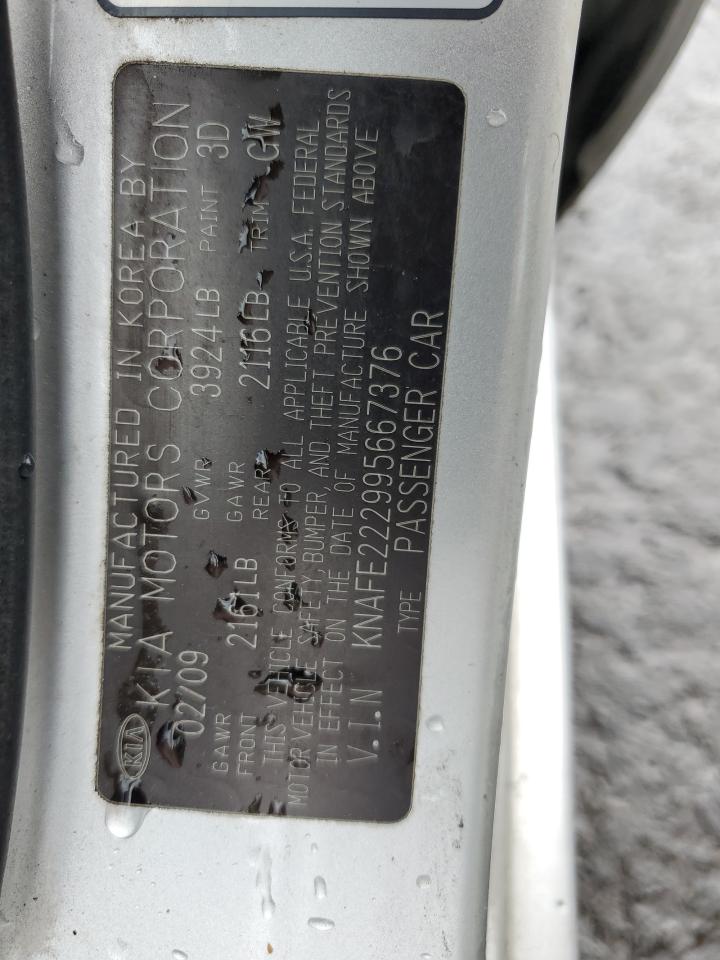 MANUFACTURED IN KOREA BY
KIA KIA MOTORS CORPORATION
02/09 GVWR 3924LB PAINT 3D
GAWR FRONT 2161LB GAWR REAR 2116LB TRIM GW
THIS VEHICLE CONFORMS TO ALL APPLICABLE U.S.A. FEDERAL
MOTOR VEHICLE SAFETY, BUMPER, AND THEFT PREVENTION STANDARDS
IN EFFECT ON THE DATE OF MANUFACTURE SHOWN ABOVE
V.I.N KNAFE222995667376
TYPE PASSENGER CAR